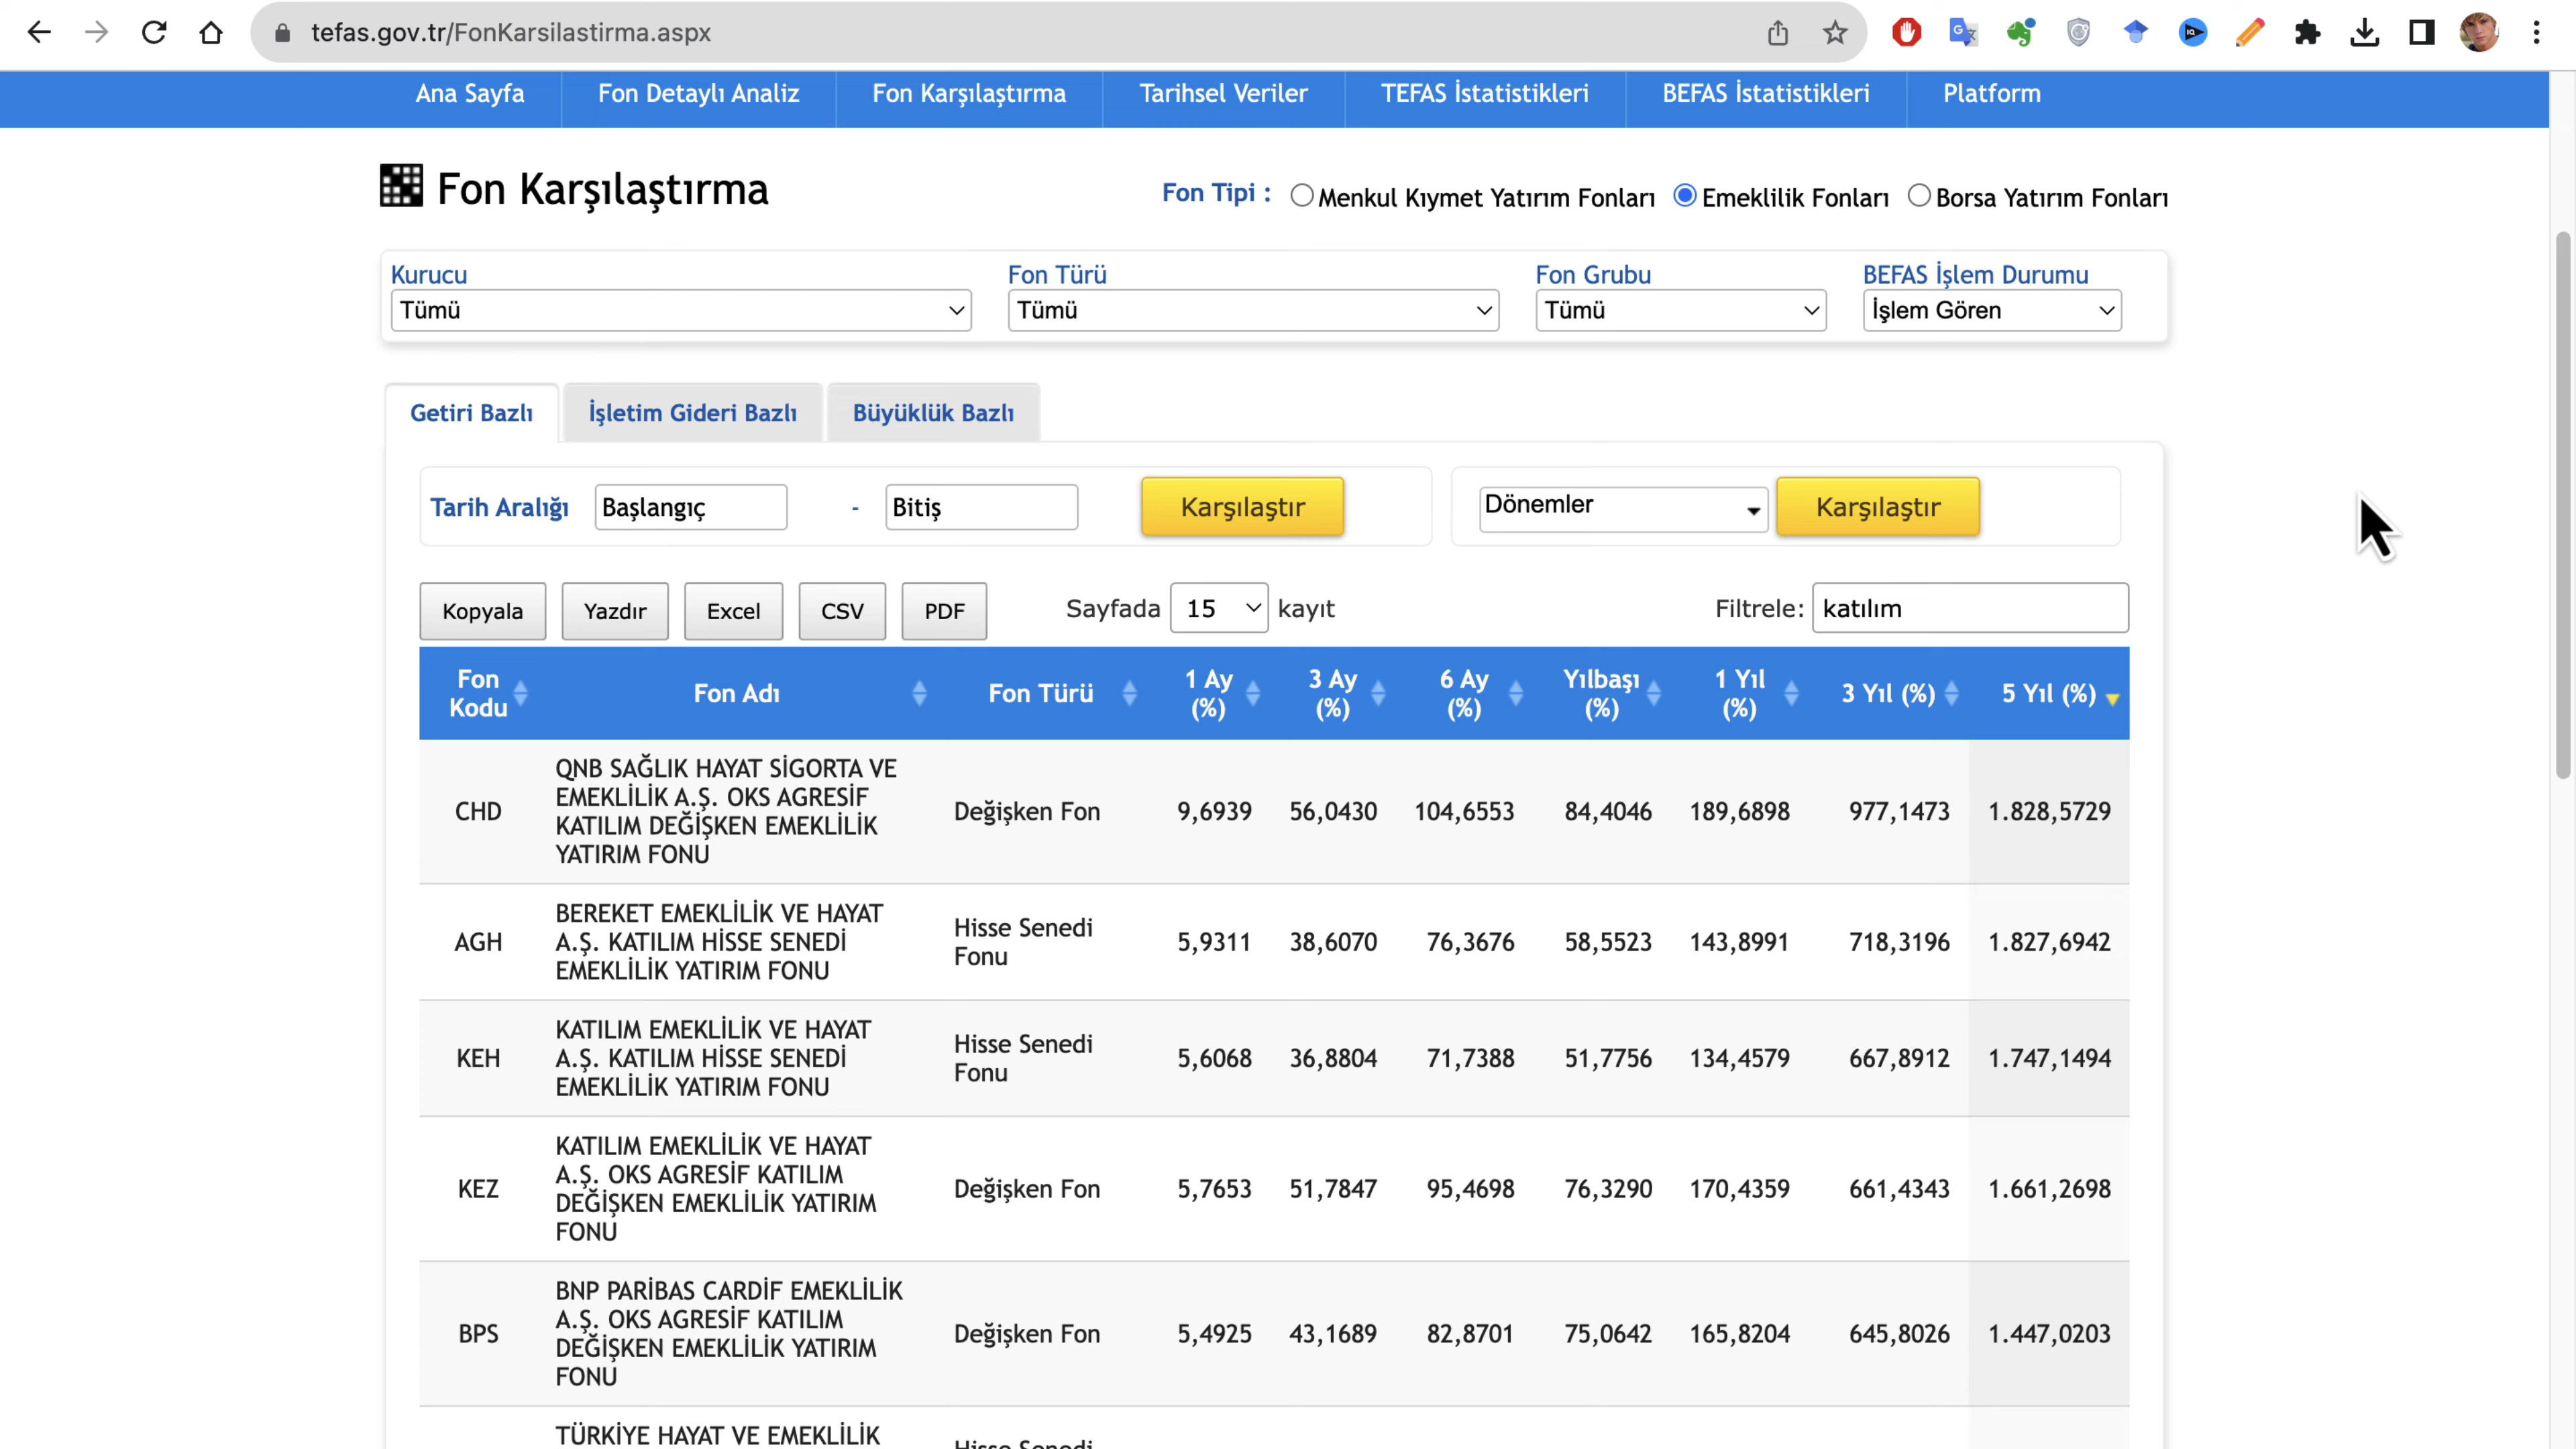 tefas.gov.tr/FonKarsilastirma.aspx
Ana Sayfa
Fon Detaylı Analiz
Fon Karşılaştırma
Tarihsel Veriler
TEFAS İstatistikleri
BEFAS İstatistikleri
Platform
Fon Karşılaştırma
Fon Tipi : Menkul Kıymet Yatırım Fonları Emeklilik Fonları Borsa Yatırım Fonları
Kurucu
Tümü
Fon Türü
Tümü
Fon Grubu
Tümü
BEFAS İşlem Durumu
İşlem Gören
Getiri Bazlı
İşletim Gideri Bazlı
Büyüklük Bazlı
Tarih Aralığı Başlangıç - Bitiş Karşılaştır
Dönemler Karşılaştır
Kopyala Yazdır Excel CSV PDF
Sayfada 15 kayıt
Filtrele: katılım
Fon Kodu
Fon Adı
Fon Türü
1 Ay (%)
3 Ay (%)
6 Ay (%)
Yılbaşı (%)
1 Yıl (%)
3 Yıl (%)
5 Yıl (%)
CHD
QNB SAĞLIK HAYAT SİGORTA VE
EMEKLİLİK A.Ş. OKS AGRESİF
KATILIM DEĞİŞKEN EMEKLİLİK
YATIRIM FONU
Değişken Fon
9,6939 56,0430 104,6553 84,4046 189,6898 977,1473 1.828,5729
AGH
BEREKET EMEKLİLİK VE HAYAT
A.Ş. KATILIM HİSSE SENEDİ
EMEKLİLİK YATIRIM FONU
Hisse Senedi
Fonu
5,9311 38,6070 76,3676 58,5523 143,8991 718,3196 1.827,6942
KEH
KATILIM EMEKLİLİK VE HAYAT
A.Ş. KATILIM HİSSE SENEDİ
EMEKLİLİK YATIRIM FONU
Hisse Senedi
Fonu
5,6068 36,8804 71,7388 51,7756 134,4579 667,8912 1.747,1494
KEZ
KATILIM EMEKLİLİK VE HAYAT
A.Ş. OKS AGRESİF KATILIM
DEĞİŞKEN EMEKLİLİK YATIRIM
FONU
Değişken Fon
5,7653 51,7847 95,4698 76,3290 170,4359 661,4343 1.661,2698
BPS
BNP PARİBAS CARDİF EMEKLİLİK
A.Ş. OKS AGRESİF KATILIM
DEĞİŞKEN EMEKLİLİK YATIRIM
FONU
Değişken Fon
5,4925 43,1689 82,8701 75,0642 165,8204 645,8026 1.447,0203
TÜRKİYE HAYAT VE EMEKLİLİK
Hisse Senedi